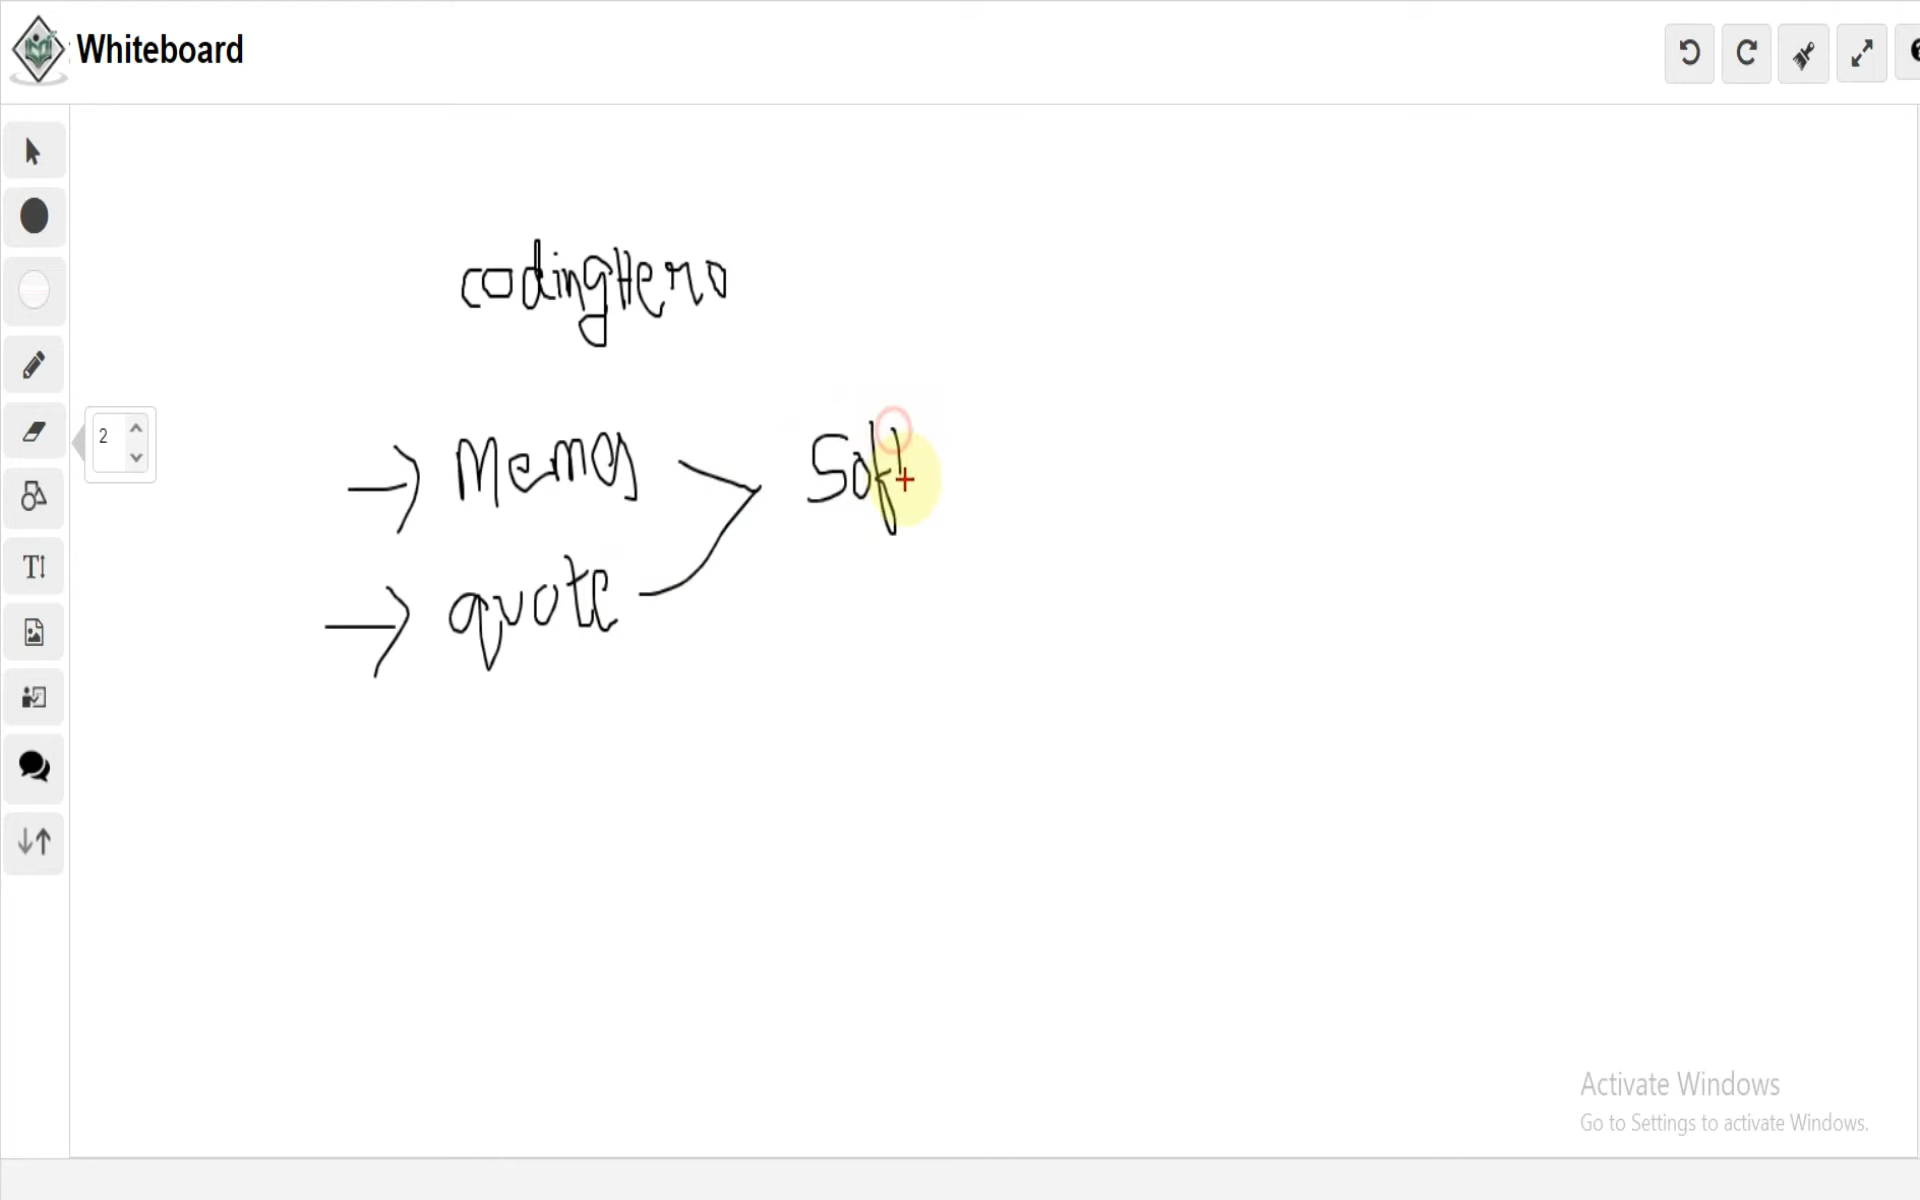 Whiteboard
codingHero
2
→ Memes
Soft
→ quote
Activate Windows
Go to Settings to activate Windows.